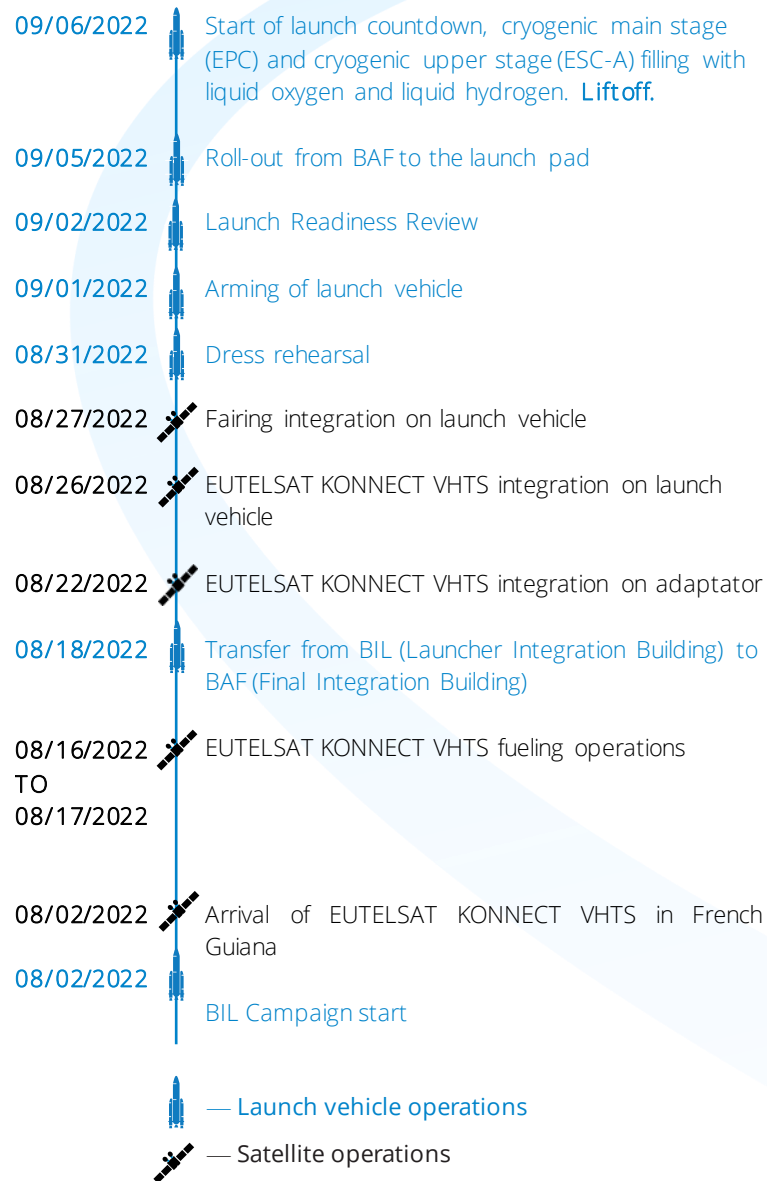 09/06/2022 Start of launch countdown, cryogenic main stage
(EPC) and cryogenic upper stage (ESC-A) filling with
liquid oxygen and liquid hydrogen. Liftoff.
09/05/2022 Roll-out from BAF to the launch pad
09/02/2022 Launch Readiness Review
09/01/2022 Arming of launch vehicle
08/31/2022 Dress rehearsal
08/27/2022 Fairing integration on launch vehicle
08/26/2022 EUTELSAT KONNECT VHTS integration on launch
vehicle
08/22/2022 EUTELSAT KONNECT VHTS integration on adaptator
08/18/2022 Transfer from BIL (Launcher Integration Building) to
BAF (Final Integration Building)
08/16/2022 EUTELSAT KONNECT VHTS fueling operations
TO
08/17/2022
08/02/2022 Arrival of EUTELSAT KONNECT VHTS in French
Guiana
08/02/2022
BIL Campaign start
— Launch vehicle operations
— Satellite operations